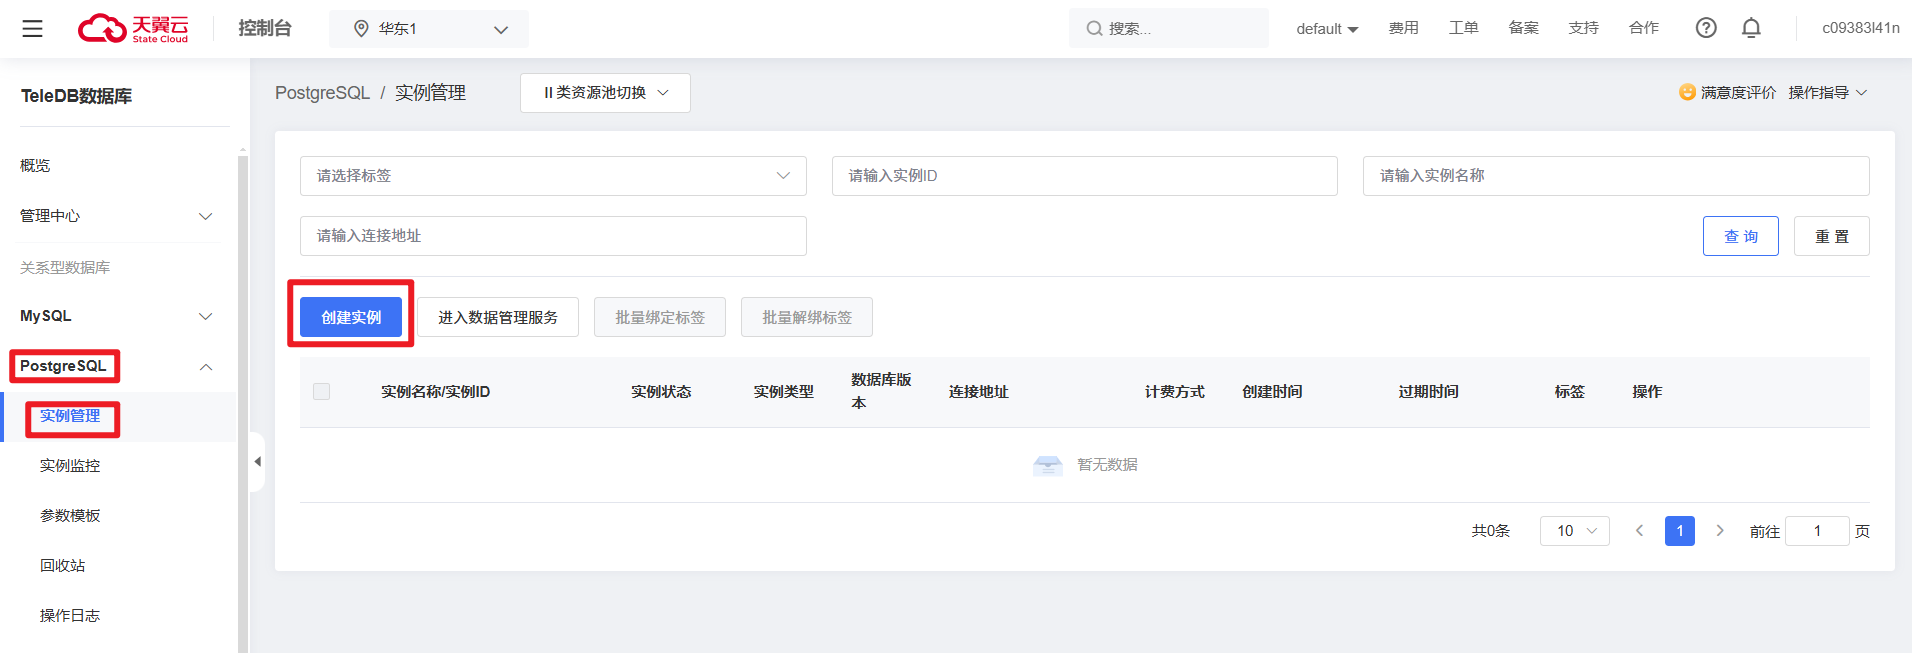 天翼云
State Cloud
控制台
华东1
搜索...
default
费用
工单
备案
支持
合作
c09383l41n
TeleDB数据库
概览
管理中心
关系型数据库
MySQL
PostgreSQL
实例管理
实例监控
参数模板
回收站
操作日志
PostgreSQL / 实例管理
II 类资源池切换
满意度评价
操作指导
请选择标签
请输入实例ID
请输入实例名称
请输入连接地址
查 询
重 置
创建实例
进入数据管理服务
批量绑定标签
批量解绑标签
实例名称/实例ID
实例状态
实例类型
数据库版
本
连接地址
计费方式
创建时间
过期时间
标签
操作
暂无数据
共0条
10
1
前往
1
页